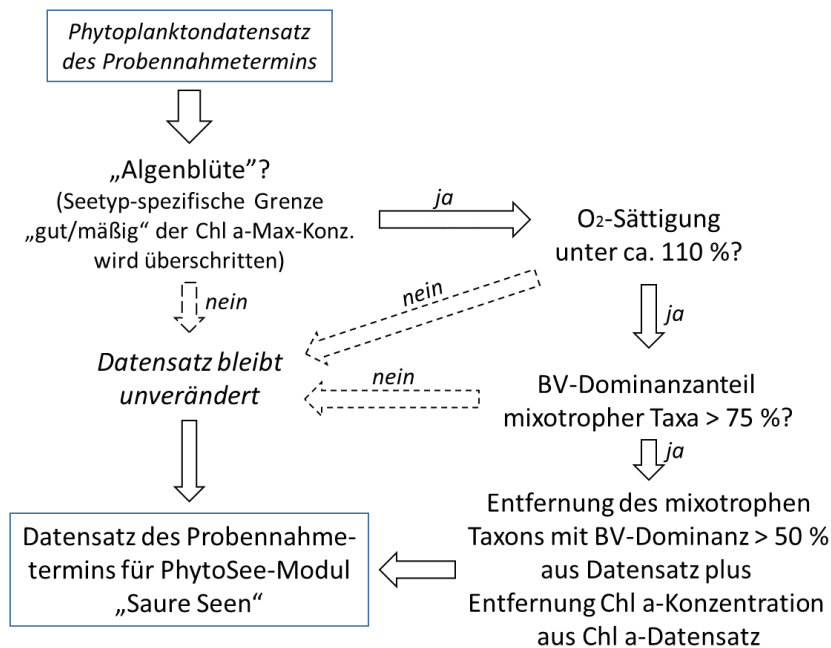 Phytoplanktondatensatz
des Probennahmetermins
„Algenblüte”?
(Seetyp-spezifische Grenze
„gut/mäßig“ der Chl a-Max-Konz.
wird überschritten)
ja
O2-Sättigung
unter ca. 110 %?
nein
nein
ja
Datensatz bleibt
unverändert
nein
BV-Dominanzanteil
mixotropher Taxa > 75 %?
ja
Entfernung des mixotrophen
Taxons mit BV-Dominanz > 50 %
aus Datensatz plus
Entfernung Chl a-Konzentration
aus Chl a-Datensatz
Datensatz des Probennahme-
termins für PhytoSee-Modul
„Saure Seen“